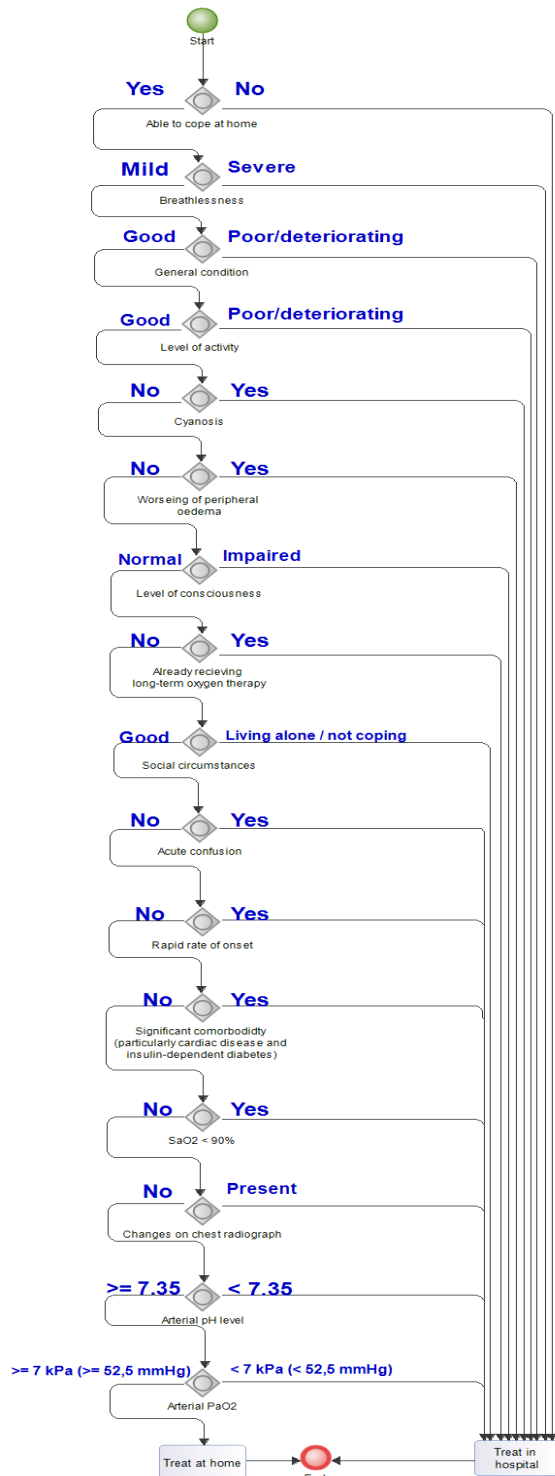 Start
Yes No
Able to cope at home
Mild Severe
Breathlessness
Good Poor/deteriorating
General condition
Good Poor/deteriorating
Level of activity
No Yes
Cyanosis
No Yes
Worseing of peripheral
oedema
Normal Impaired
Level of consciousness
No Yes
Already recieving
long-term oxygen therapy
Good Living alone / not coping
Social circumstances
No Yes
Acute confusion
No Yes
Rapid rate of onset
No Yes
Significant comorbodidty
(particularly cardiac disease and
insulin-dependent diabetes)
No Yes
SaO2 < 90%
No Present
Changes on chest radiograph
>= 7.35 < 7.35
Arterial pH level
>= 7 kPa (>= 52,5 mmHg) < 7 kPa (< 52,5 mmHg)
Arterial PaO2
Treat at home
Treat in
hospital